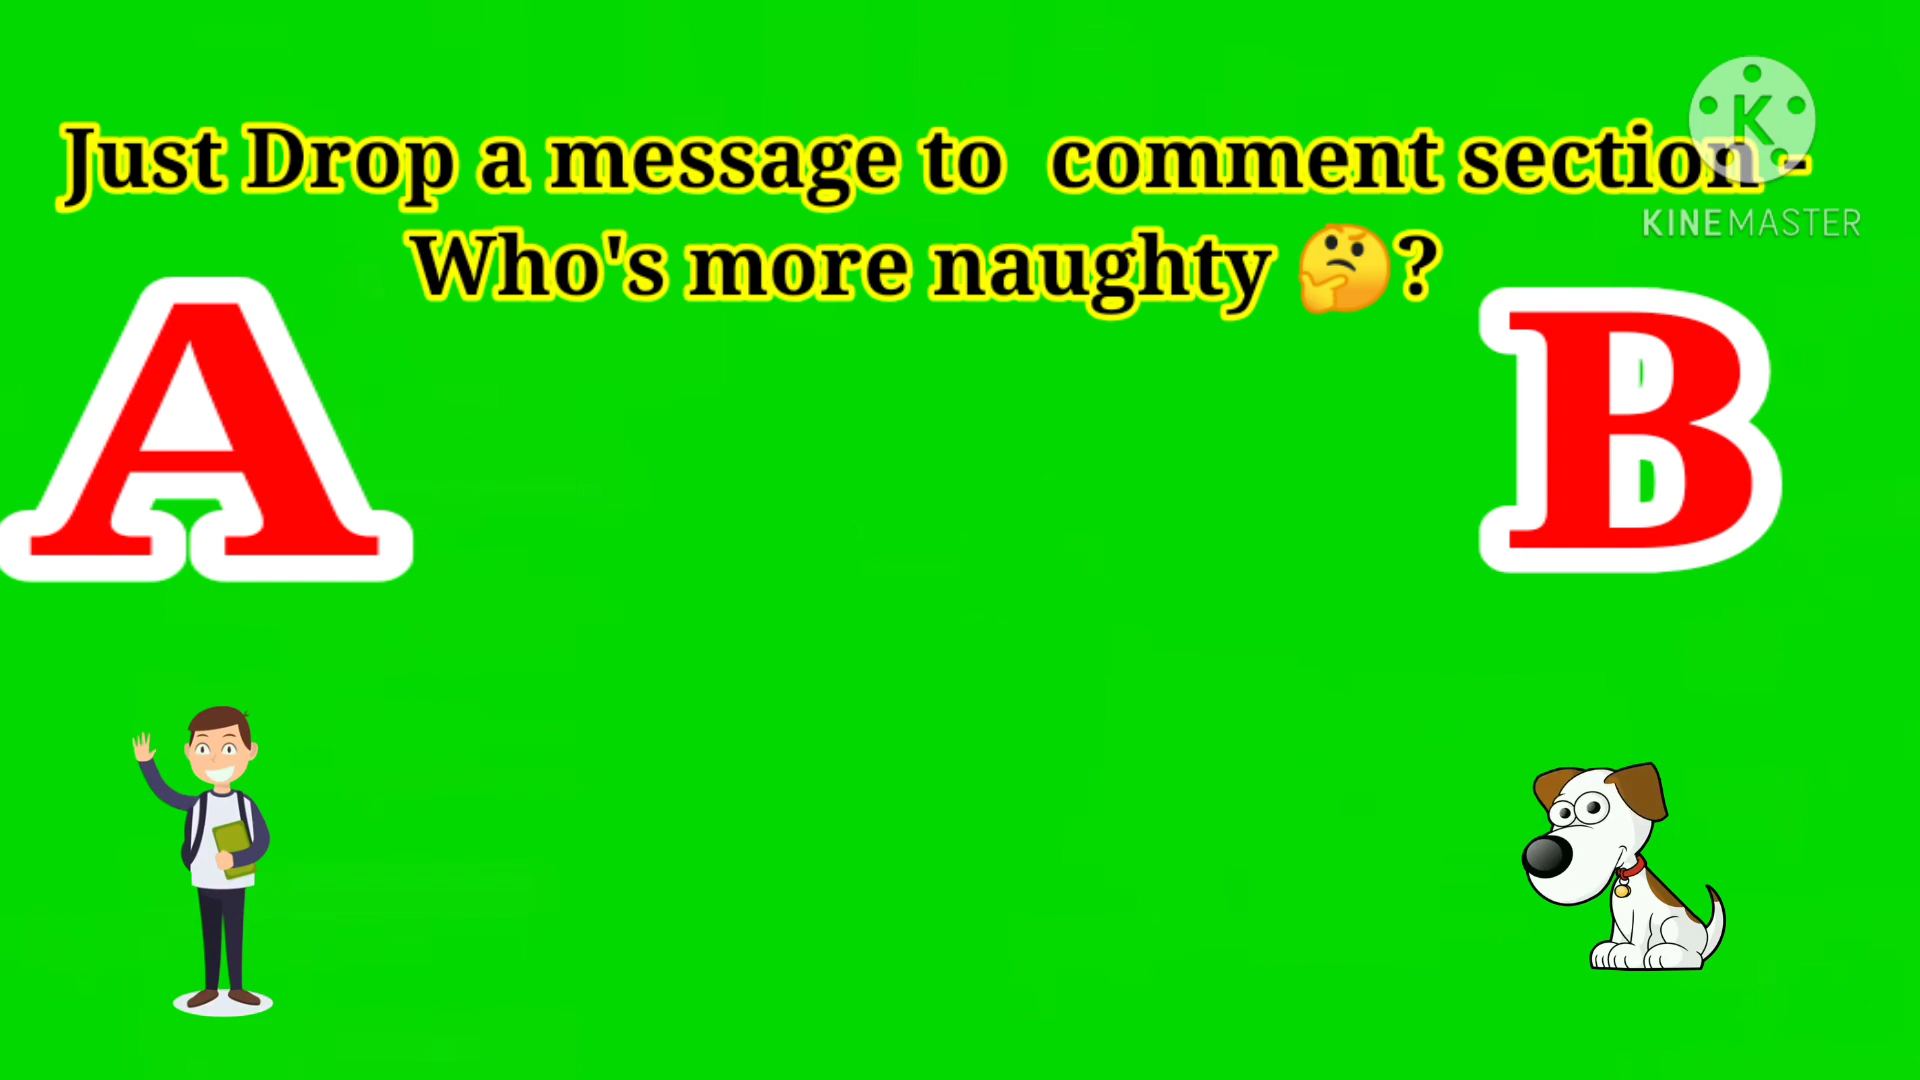 Just Drop a message to comment section -
Who's more naughty 🤔?
K
KINEMASTER
A
B